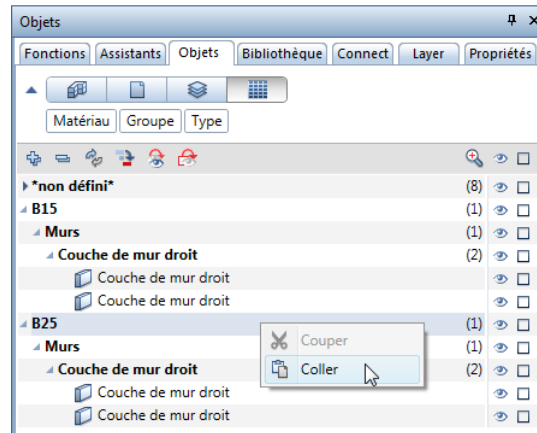 Objets
Fonctions Assistants Objets Bibliothèque Connect Layer Propriétés
Matériau Groupe Type
*non défini* (8)
B15 (1)
Murs (1)
Couche de mur droit (2)
Couche de mur droit
Couche de mur droit
B25 (1)
Couper
Murs (1)
Coller
Couche de mur droit (2)
Couche de mur droit
Couche de mur droit